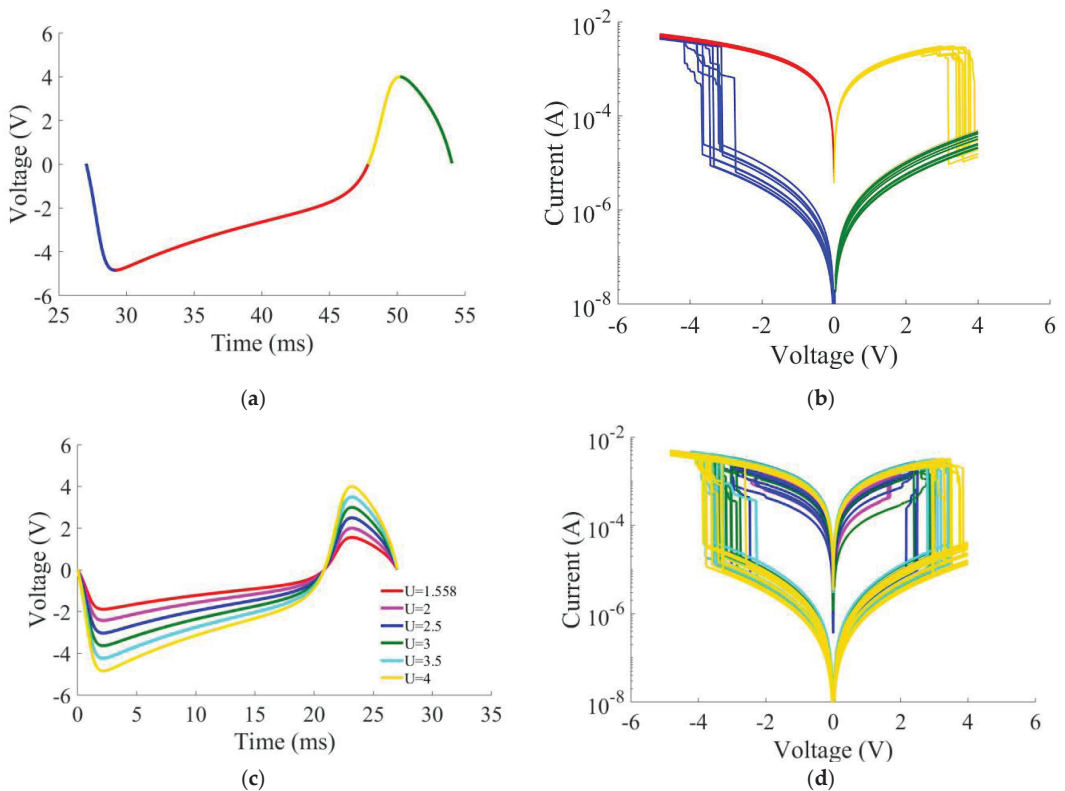 6
4
2
0
-2
-4
-6
Voltage (V)
25 30 35 40 45 50 55
Time (ms)
(a)
10-2
10-4
10-6
10-8
Current (A)
-6 -4 -2 0 2 4 6
Voltage (V)
(b)
6
4
2
0
-2
-4
-6
Voltage (V)
U=1.558
U=2
U=2.5
U=3
U=3.5
U=4
0 5 10 15 20 25 30 35
Time (ms)
(c)
10-2
10-4
10-6
10-8
Current (A)
-6 -4 -2 0 2 4 6
Voltage (V)
(d)